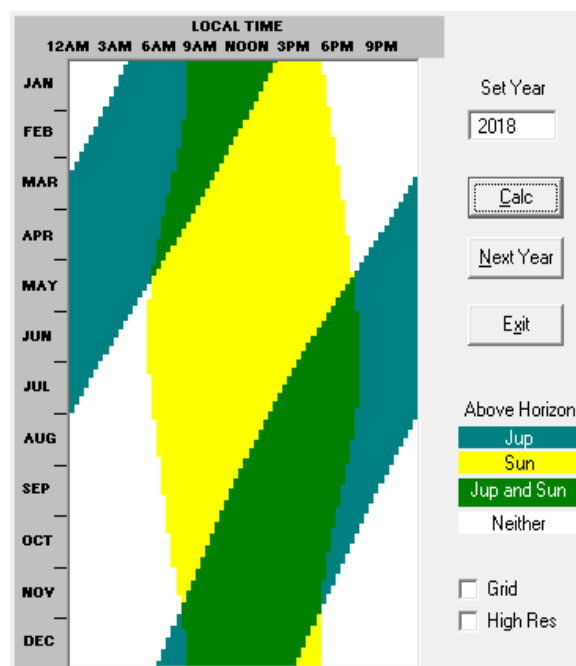 LOCAL TIME
12AM 3AM 6AM 9AM NOON 3PM 6PM 9PM
JAN
FEB
MAR
APR
MAY
JUN
JUL
AUG
SEP
OCT
NOV
DEC
Set Year
2018
Calc
Next Year
Exit
Above Horizon
Jup
Sun
Jup and Sun
Neither
Grid
High Res